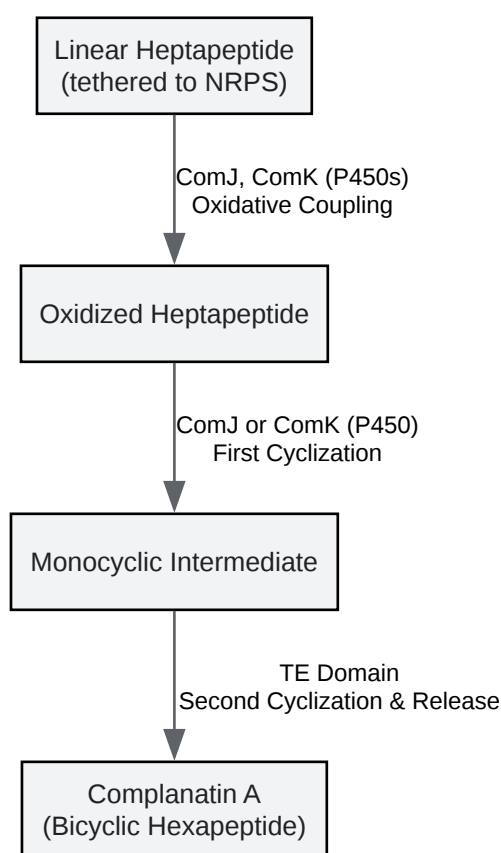 Linear Heptapeptide
(tethered to NRPS)
ComJ, ComK (P450s)
Oxidative Coupling
Oxidized Heptapeptide
ComJ or ComK (P450)
First Cyclization
Monocyclic Intermediate
TE Domain
Second Cyclization & Release
Complanatin A
(Bicyclic Hexapeptide)